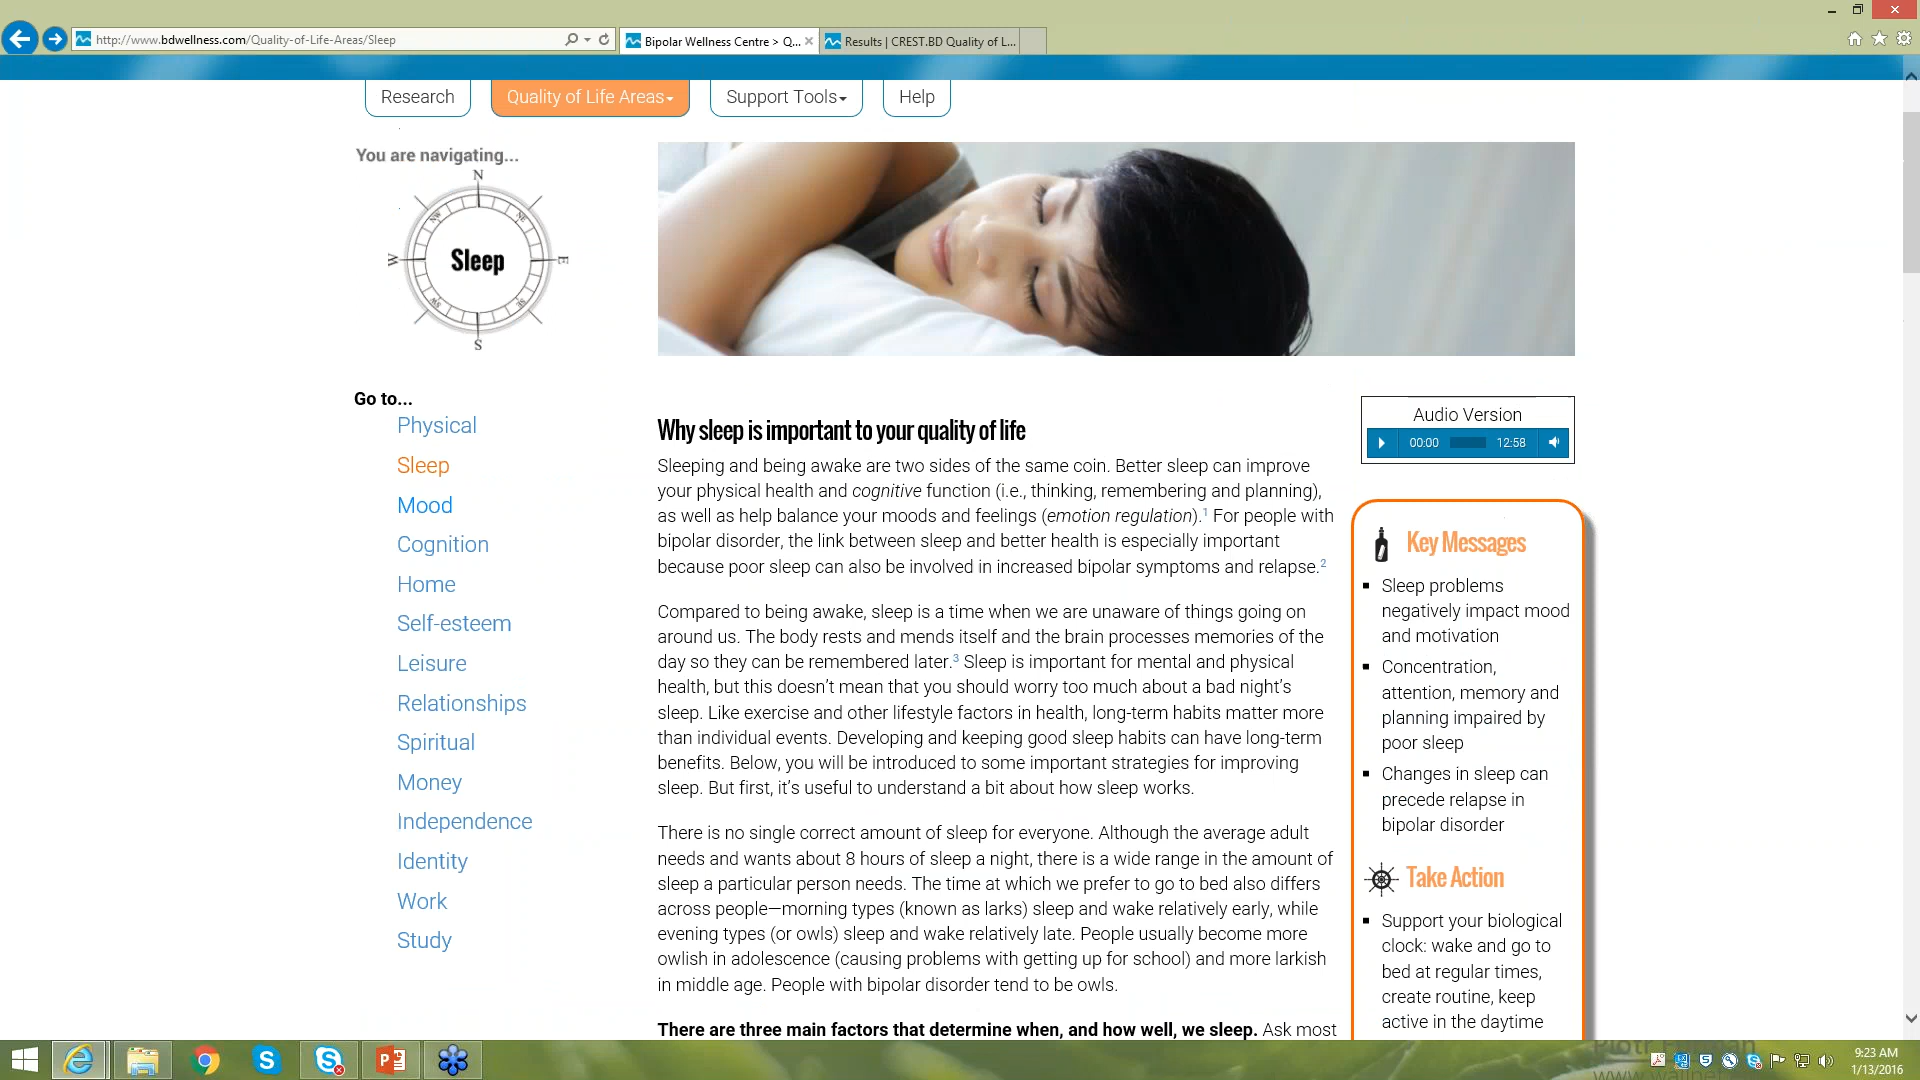 http://www.bdwellness.com/Quality-of-Life-Areas/Sleep
Bipolar Wellness Centre > Q...
Results | CREST.BD Quality of L...
Research
Quality of Life Areas
Support Tools
Help
You are navigating...
N
NW
NE
W
Sleep
E
SW
SE
S
Go to...
Physical
Sleep
Mood
Cognition
Home
Self-esteem
Leisure
Relationships
Spiritual
Money
Independence
Identity
Work
Study
Why sleep is important to your quality of life
Sleeping and being awake are two sides of the same coin. Better sleep can improve
your physical health and cognitive function (i.e., thinking, remembering and planning),
as well as help balance your moods and feelings (emotion regulation).1 For people with
bipolar disorder, the link between sleep and better health is especially important
because poor sleep can also be involved in increased bipolar symptoms and relapse.2
Compared to being awake, sleep is a time when we are unaware of things going on
around us. The body rests and mends itself and the brain processes memories of the
day so they can be remembered later.3 Sleep is important for mental and physical
health, but this doesn't mean that you should worry too much about a bad night's
sleep. Like exercise and other lifestyle factors in health, long-term habits matter more
than individual events. Developing and keeping good sleep habits can have long-term
benefits. Below, you will be introduced to some important strategies for improving
sleep. But first, it's useful to understand a bit about how sleep works.
There is no single correct amount of sleep for everyone. Although the average adult
needs and wants about 8 hours of sleep a night, there is a wide range in the amount of
sleep a particular person needs. The time at which we prefer to go to bed also differs
across people—morning types (known as larks) sleep and wake relatively early, while
evening types (or owls) sleep and wake relatively late. People usually become more
owlish in adolescence (causing problems with getting up for school) and more larkish
in middle age. People with bipolar disorder tend to be owls.
There are three main factors that determine when, and how well, we sleep. Ask most
Audio Version
00:00 12:58
Key Messages
Sleep problems
negatively impact mood
and motivation
Concentration,
attention, memory and
planning impaired by
poor sleep
Changes in sleep can
precede relapse in
bipolar disorder
Take Action
Support your biological
clock: wake and go to
bed at regular times,
create routine, keep
active in the daytime
9:23 AM
1/13/2016